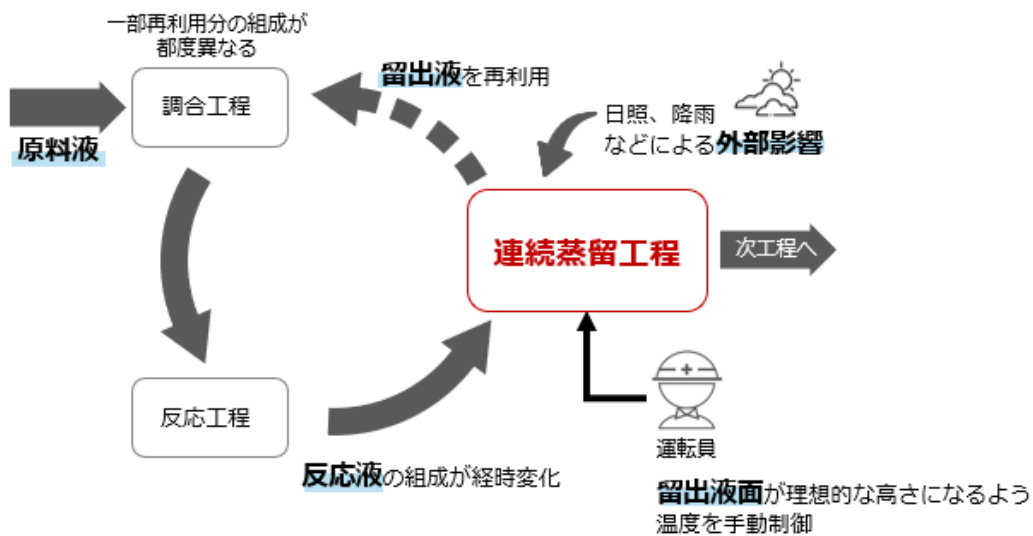 一部再利用分の組成が
都度異なる
調合工程
原料液
留出液を再利用
日照、降雨
などによる外部影響
連続蒸留工程
次工程へ
反応工程
反応液の組成が経時変化
運転員
留出液面が理想的な高さになるよう
温度を手動制御